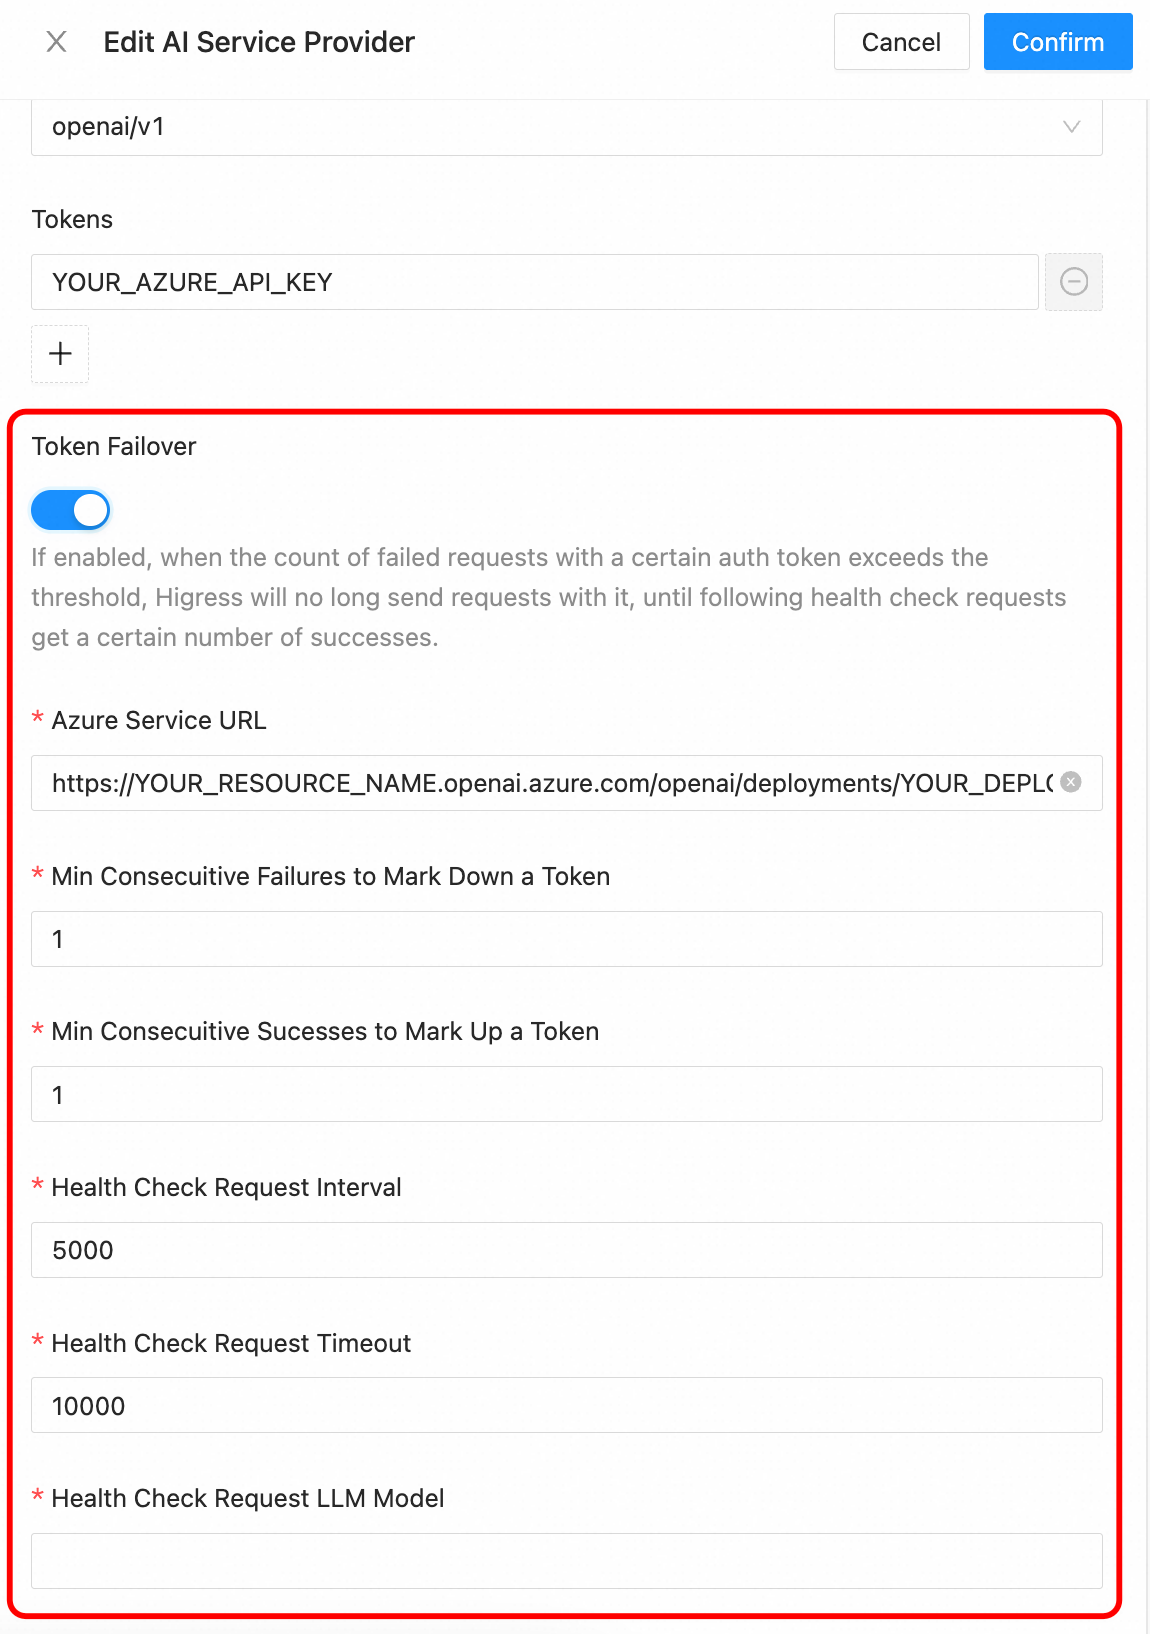 Edit AI Service Provider
Cancel
Confirm
openai/v1
Tokens
YOUR_AZURE_API_KEY
Token Failover
If enabled, when the count of failed requests with a certain auth token exceeds the
threshold, Higress will no long send requests with it, until following health check requests
get a certain number of successes.
* Azure Service URL
https://YOUR_RESOURCE_NAME.openai.azure.com/openai/deployments/YOUR_DEPLO
* Min Consecuitive Failures to Mark Down a Token
1
* Min Consecuitive Sucesses to Mark Up a Token
1
* Health Check Request Interval
5000
* Health Check Request Timeout
10000
* Health Check Request LLM Model